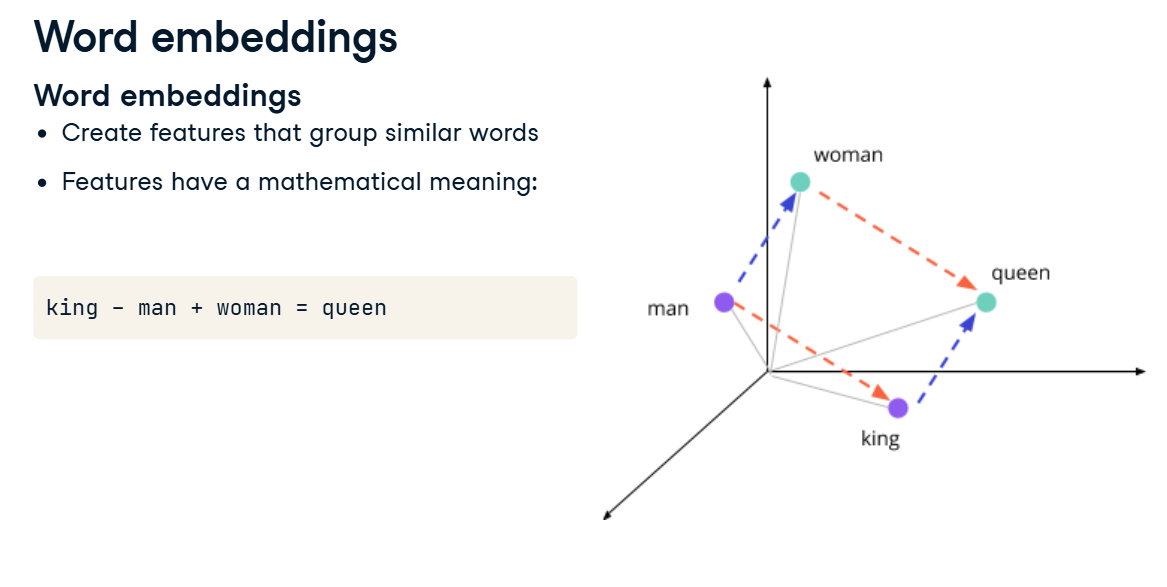 Word embeddings
Word embeddings
• Create features that group similar words
• Features have a mathematical meaning:
king - man + woman = queen
woman
queen
man
king